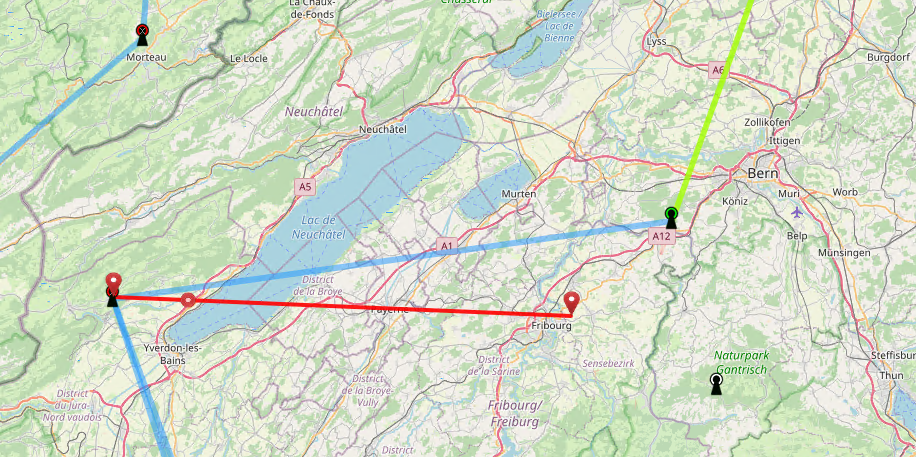 La Chaux-
de-Fonds
Chasseral
Bielersee/
Lac de
Bienne
Lyss
A6
Burgdorf
Morteau
Le Locle
Neuchâtel
Neuchâtel
Zollikofen
Ittigen
Bern
A5
Murten
Köniz
Muri
Worb
Lac de
Neuchâtel
A1
A12
Belp
Münsingen
District
de la Broye
Payerne
Fribourg
Yverdon-les-
Bains
District
de la Sarine
Sensebezirk
Naturpark
Gantrisch
Steffisbur
Thun
District
du Jura-
Nord vaudois
District
de la Broye-
Vully
Fribourg/
Freiburg
District